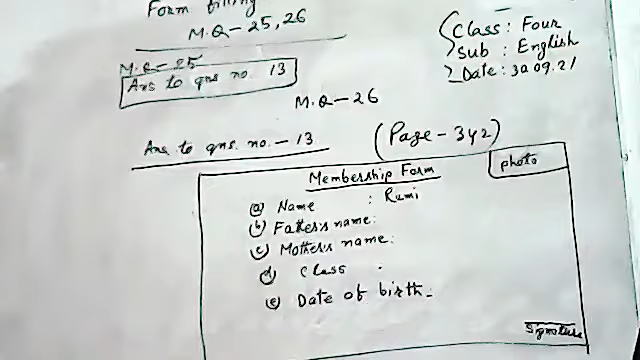 Form filling
M.Q-25,26
Class: Four
Sub : English
Date: 30.09.21
M.Q-25
Ans to qns no. 13
M.Q-26
Ans to qns. no.-13 (Page-342)
Membership Form
photo
(a) Name : Rumi
(b) Father's name:
(c) Mother's name:
(d) Class :
(e) Date of birth:
Signature